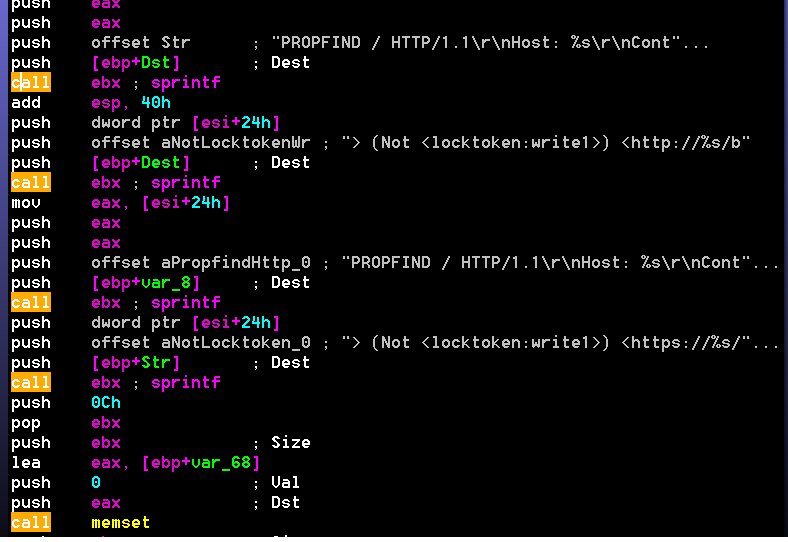 push eax
push eax
push offset Str ; "PROPFIND / HTTP/1.1\r\nHost: %s\r\nCont"...
push [ebp+Dst] ; Dest
call ebx ; sprintf
add esp, 40h
push dword ptr [esi+24h]
push offset aNotLocktokenWr ; "> (Not <locktoken:write1>) <http://%s/b"
push [ebp+Dest] ; Dest
call ebx ; sprintf
mov eax, [esi+24h]
push eax
push eax
push offset aPropfindHttp_0 ; "PROPFIND / HTTP/1.1\r\nHost: %s\r\nCont"...
push [ebp+var_8] ; Dest
call ebx ; sprintf
push dword ptr [esi+24h]
push offset aNotLocktoken_0 ; "> (Not <locktoken:write1>) <https://%s/"...
push [ebp+Str] ; Dest
call ebx ; sprintf
push 0Ch
pop ebx
push ebx ; Size
lea eax, [ebp+var_68]
push 0 ; Val
push eax ; Dst
call memset